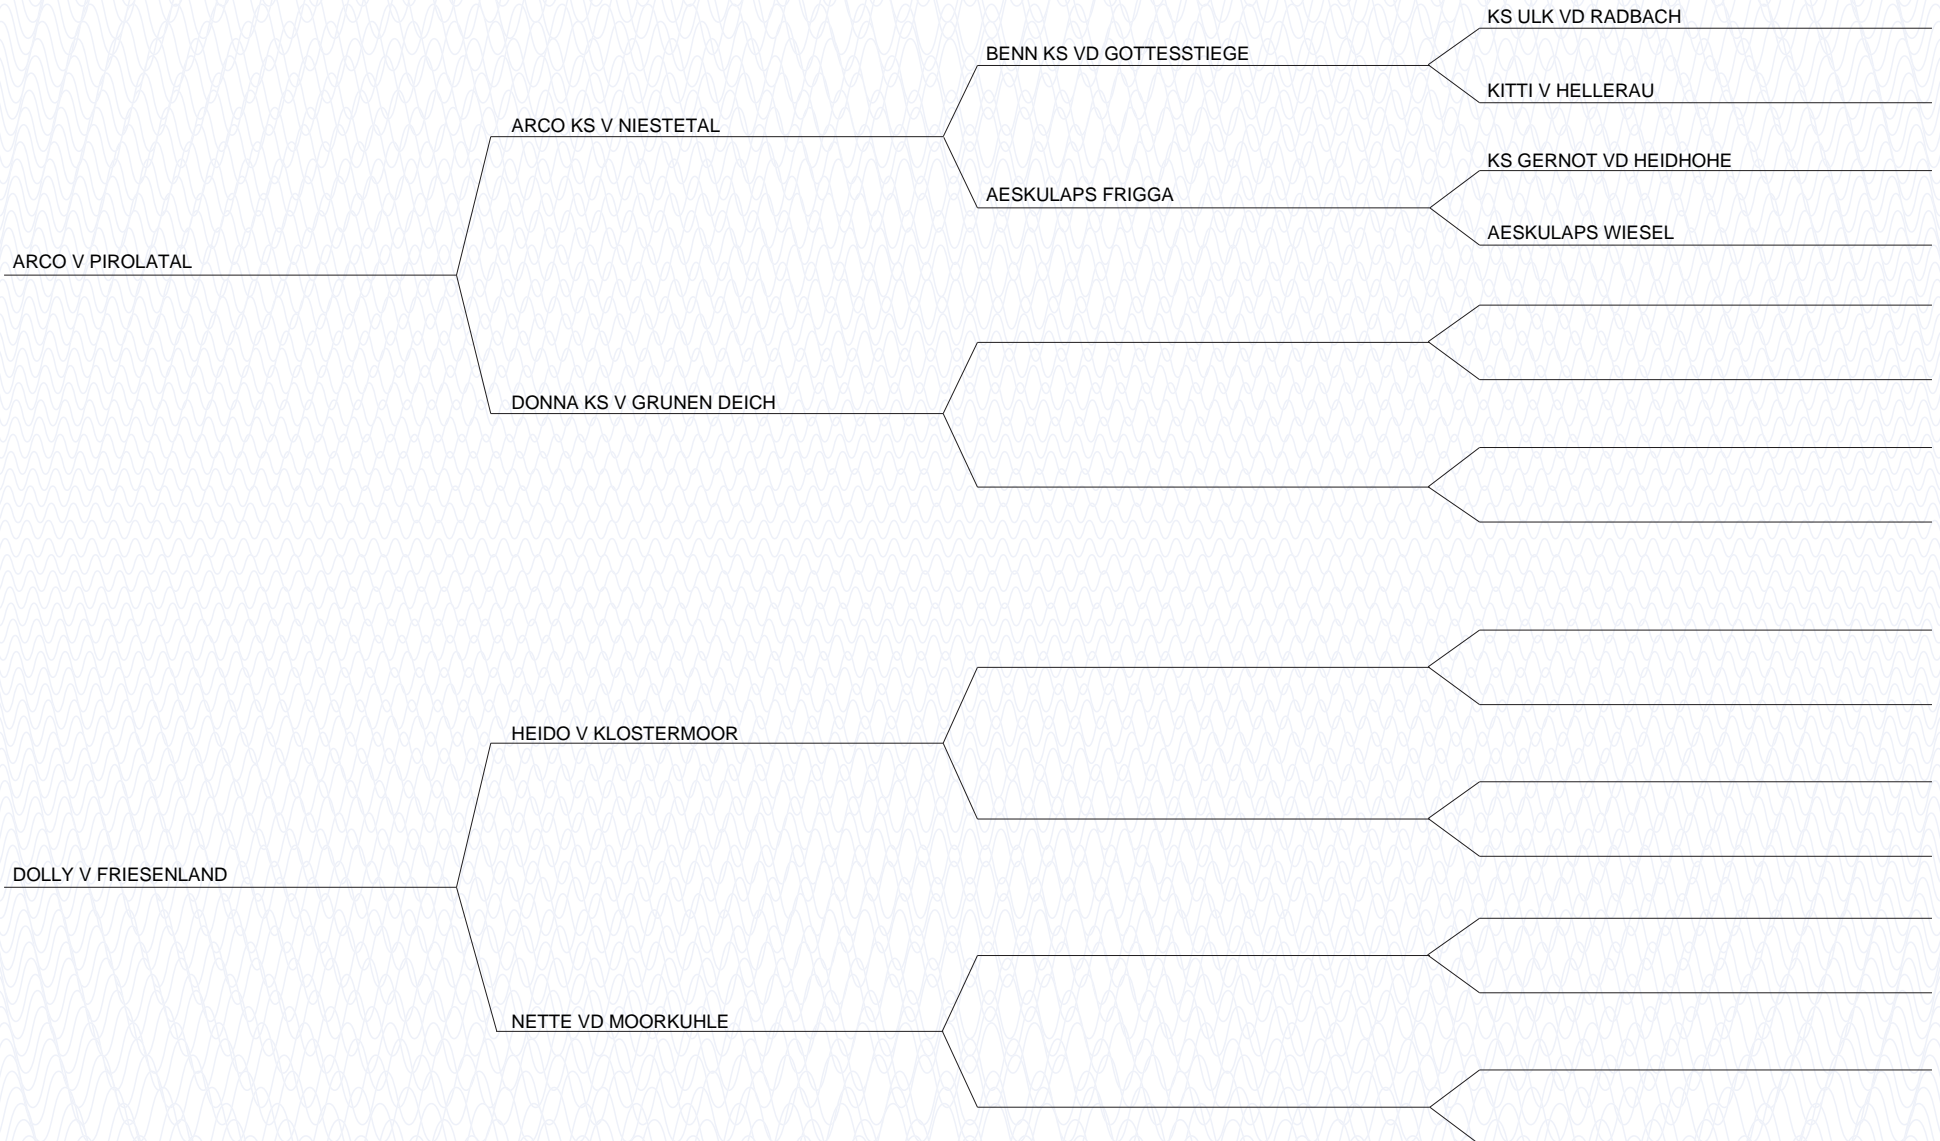 KS ULK VD RADBACH
BENN KS VD GOTTESSTIEGE
KITTI V HELLERAU
ARCO KS V NIESTETAL
KS GERNOT VD HEIDHOHE
AESKULAPS FRIGGA
AESKULAPS WIESEL
ARCO V PIROLATAL
DONNA KS V GRUNEN DEICH
HEIDO V KLOSTERMOOR
DOLLY V FRIESENLAND
NETTE VD MOORKUHLE